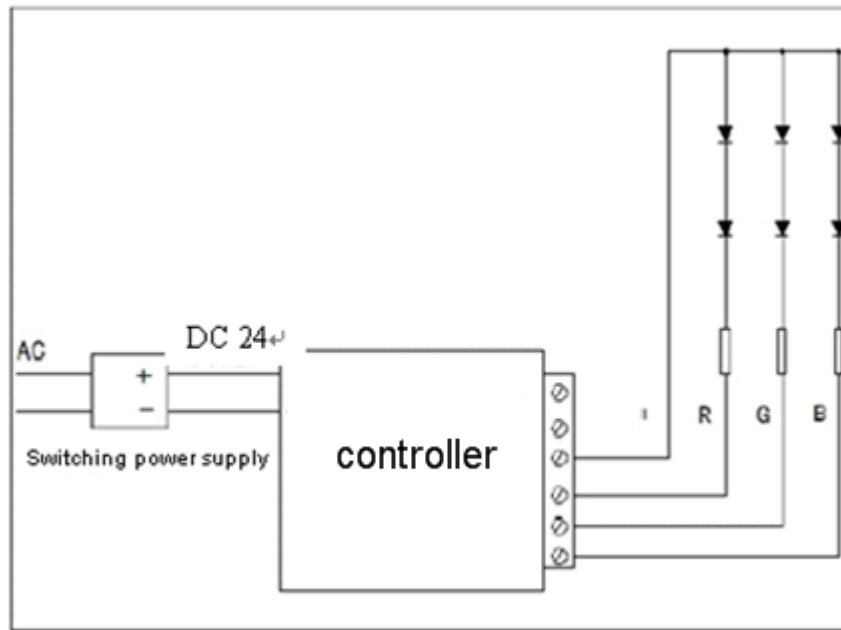 DC 24↵
AC
+
−
Switching power supply
controller
R G B